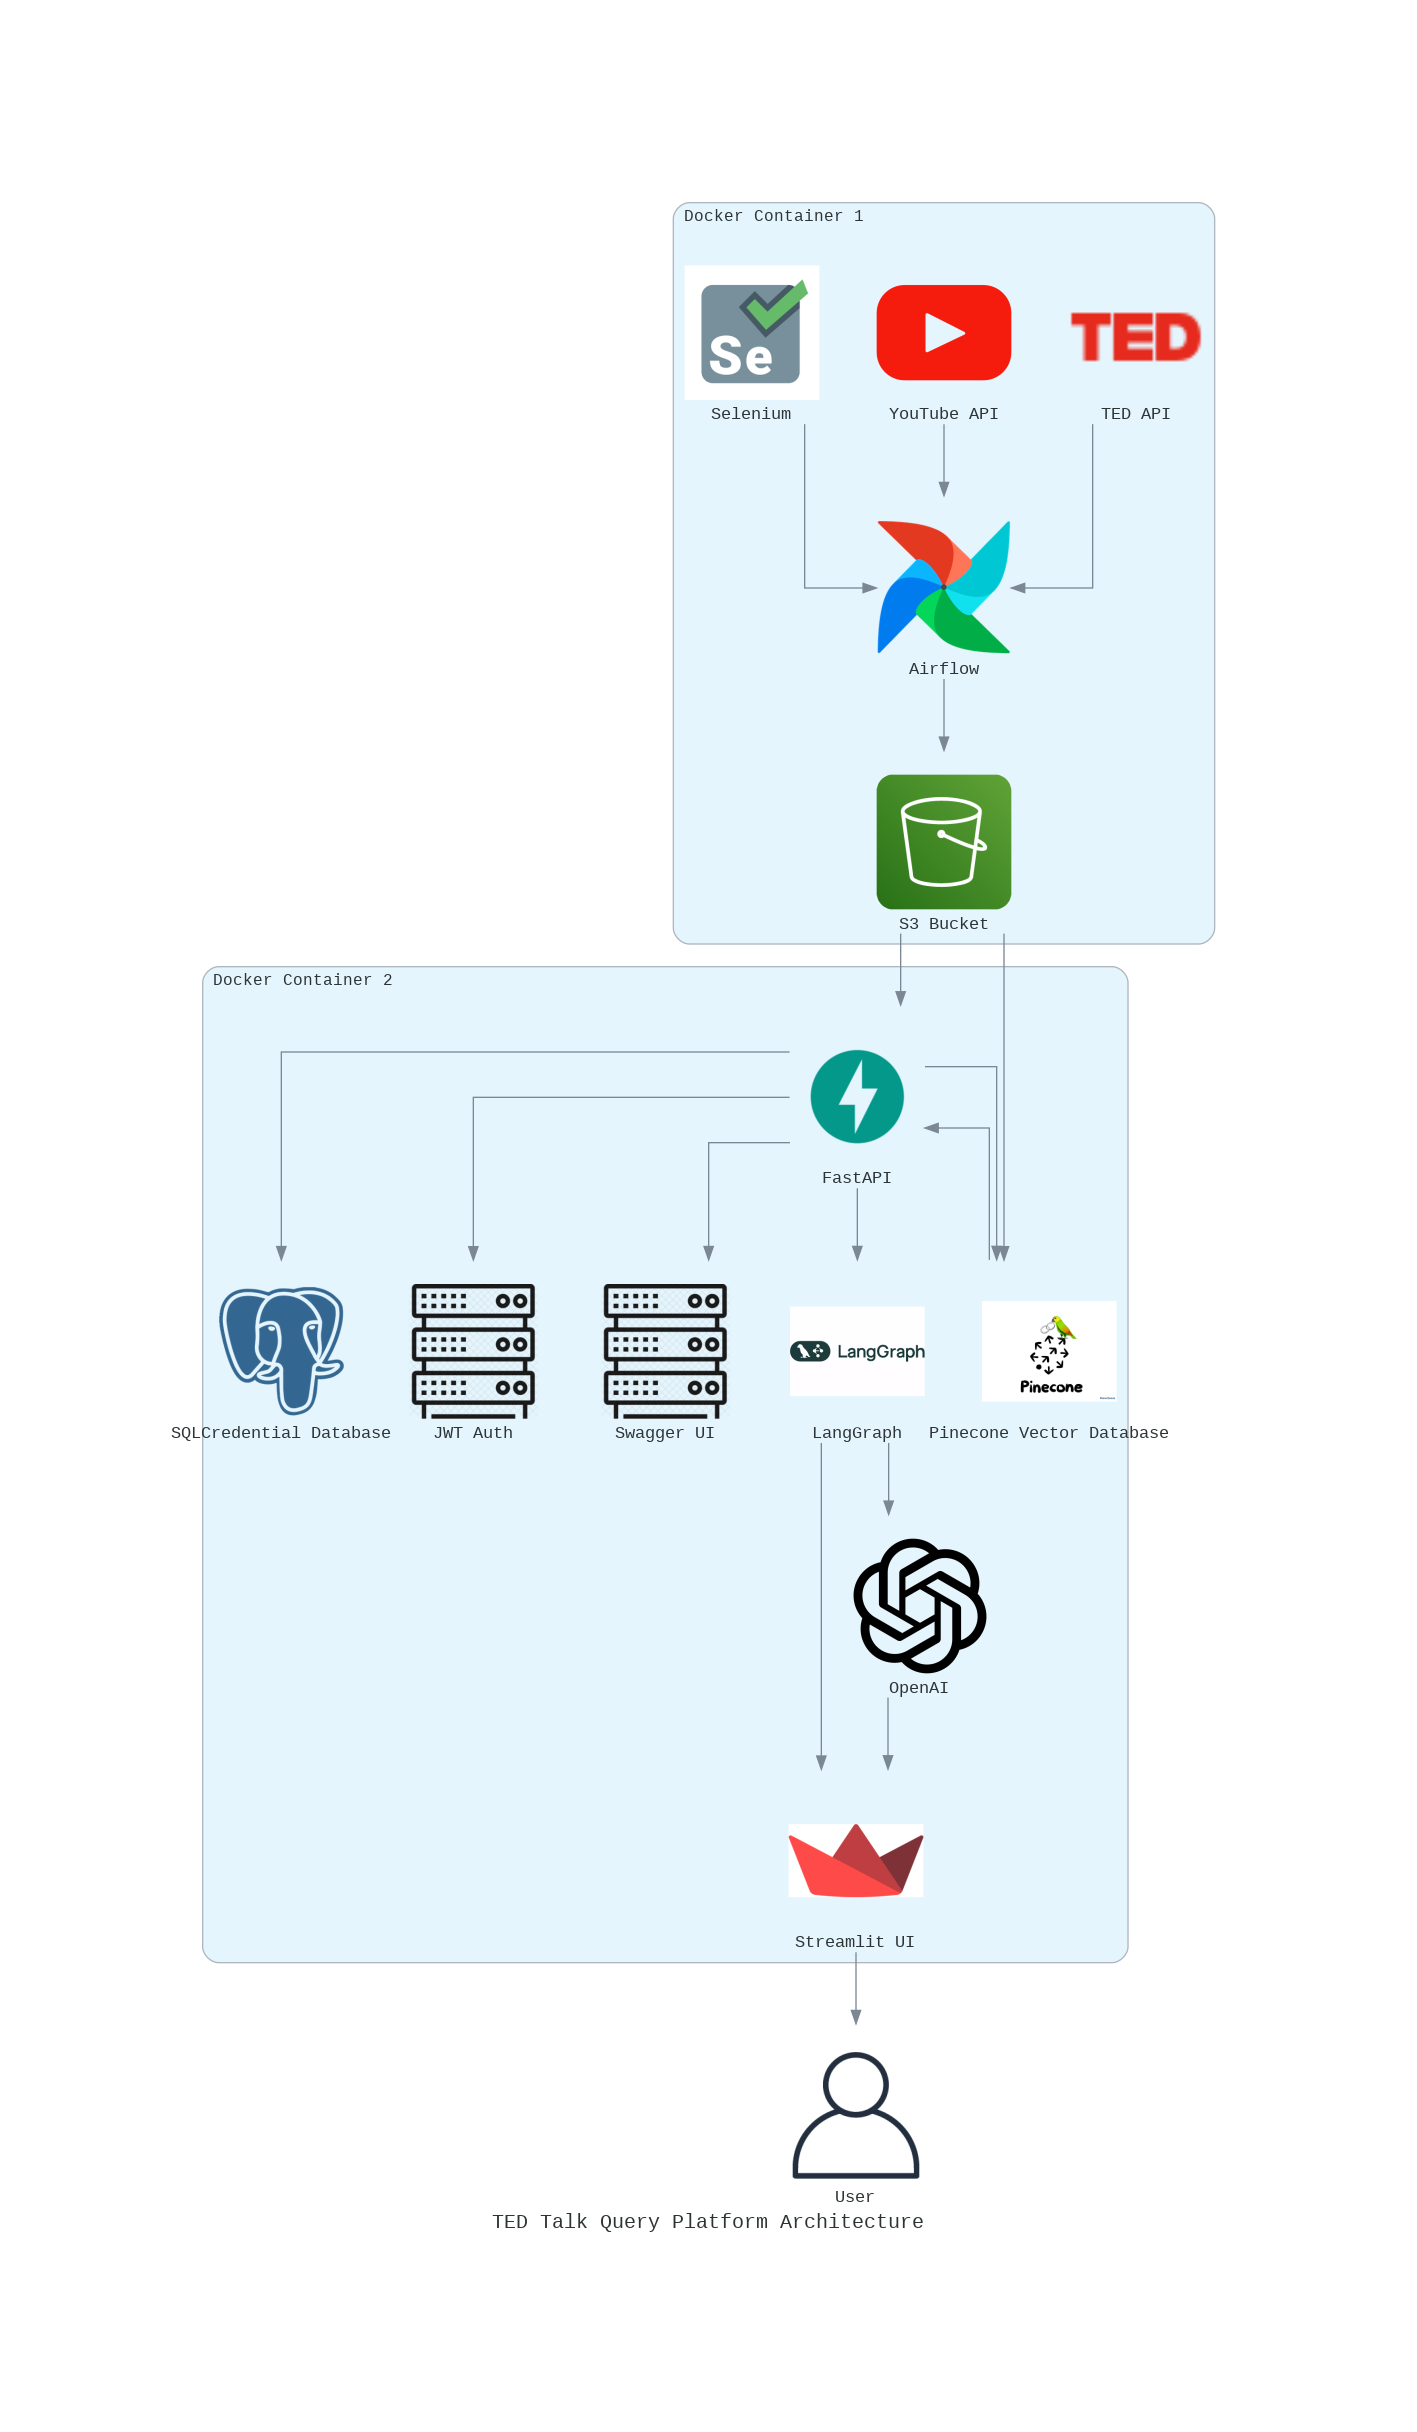 Docker Container 1
Se
TED
Selenium
YouTube API
TED API
Airflow
S3 Bucket
Docker Container 2
FastAPI
LangGraph
Pinecone
SQLCredential Database
JWT Auth
Swagger UI
LangGraph
Pinecone Vector Database
OpenAI
Streamlit UI
User
TED Talk Query Platform Architecture